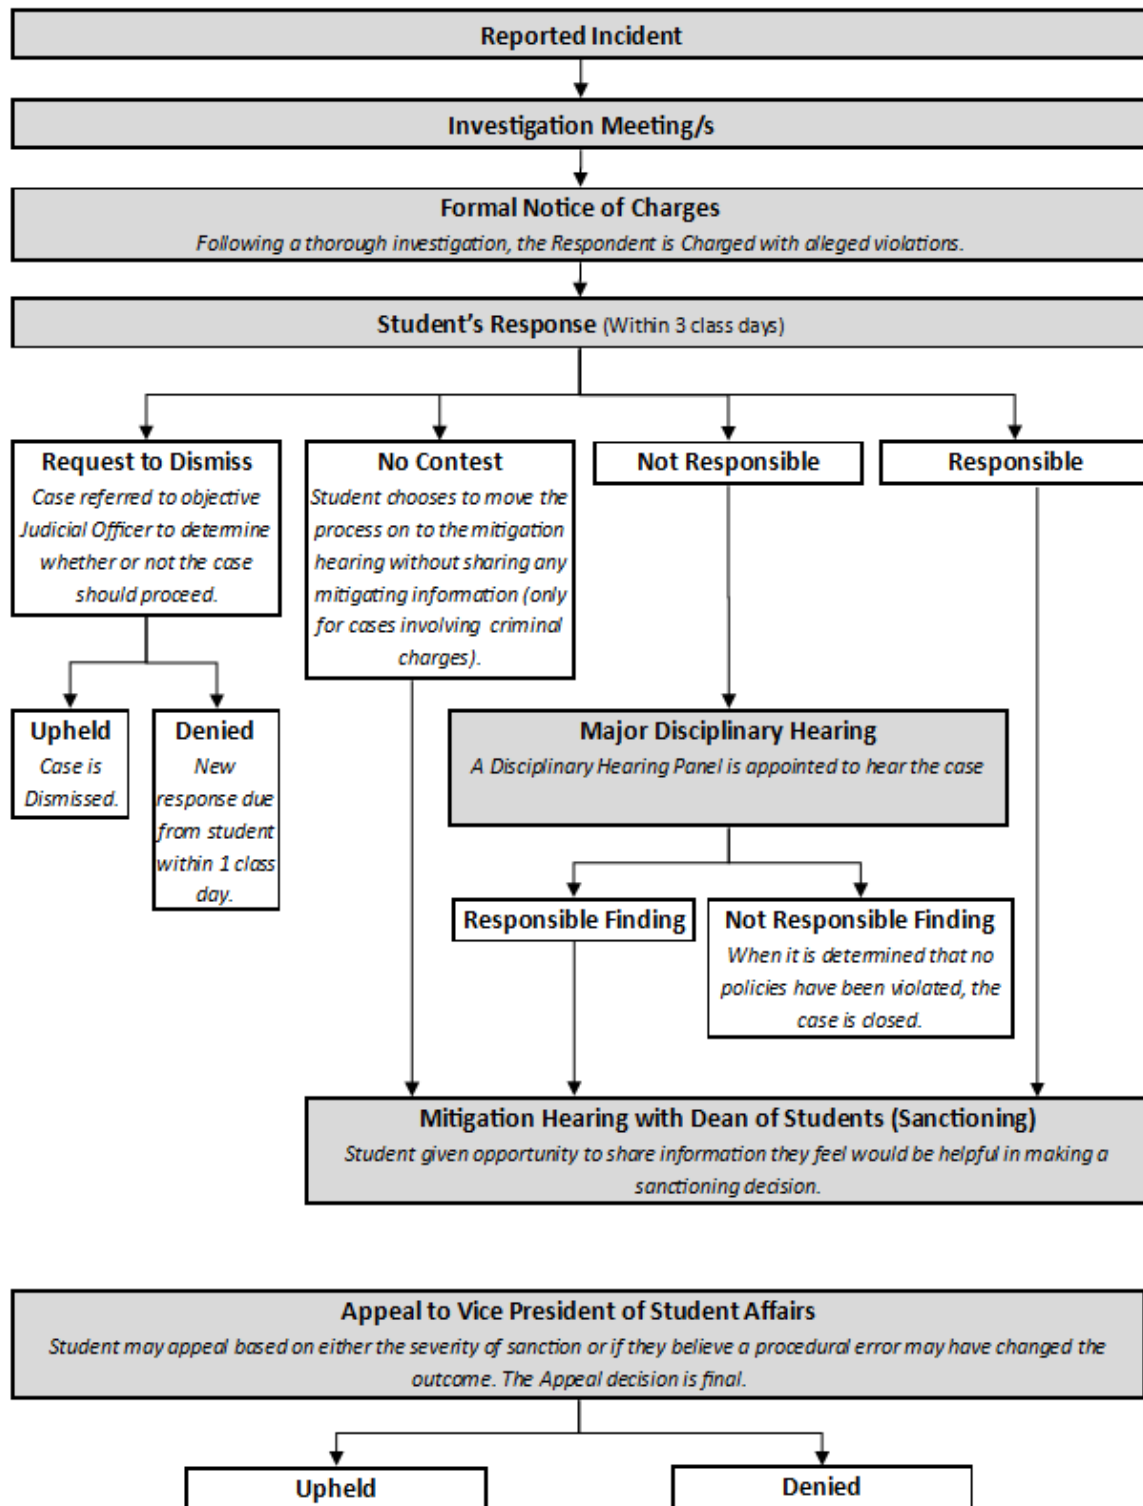 Reported Incident
Investigation Meeting/s
Formal Notice of Charges
Following a thorough investigation, the Respondent is Charged with alleged violations.
Student's Response (Within 3 class days)
Request to Dismiss
Case referred to objective
Judicial Officer to determine
whether or not the case
should proceed.
No Contest
Student chooses to move the
process on to the mitigation
hearing without sharing any
mitigating information (only
for cases involving criminal
charges).
Not Responsible
Responsible
Upheld
Case is
Dismissed.
Denied
New
response due
from student
within 1 class
day.
Major Disciplinary Hearing
A Disciplinary Hearing Panel is appointed to hear the case
Responsible Finding
Not Responsible Finding
When it is determined that no
policies have been violated, the
case is closed.
Mitigation Hearing with Dean of Students (Sanctioning)
Student given opportunity to share information they feel would be helpful in making a
sanctioning decision.
Appeal to Vice President of Student Affairs
Student may appeal based on either the severity of sanction or if they believe a procedural error may have changed the
outcome. The Appeal decision is final.
Upheld
Denied